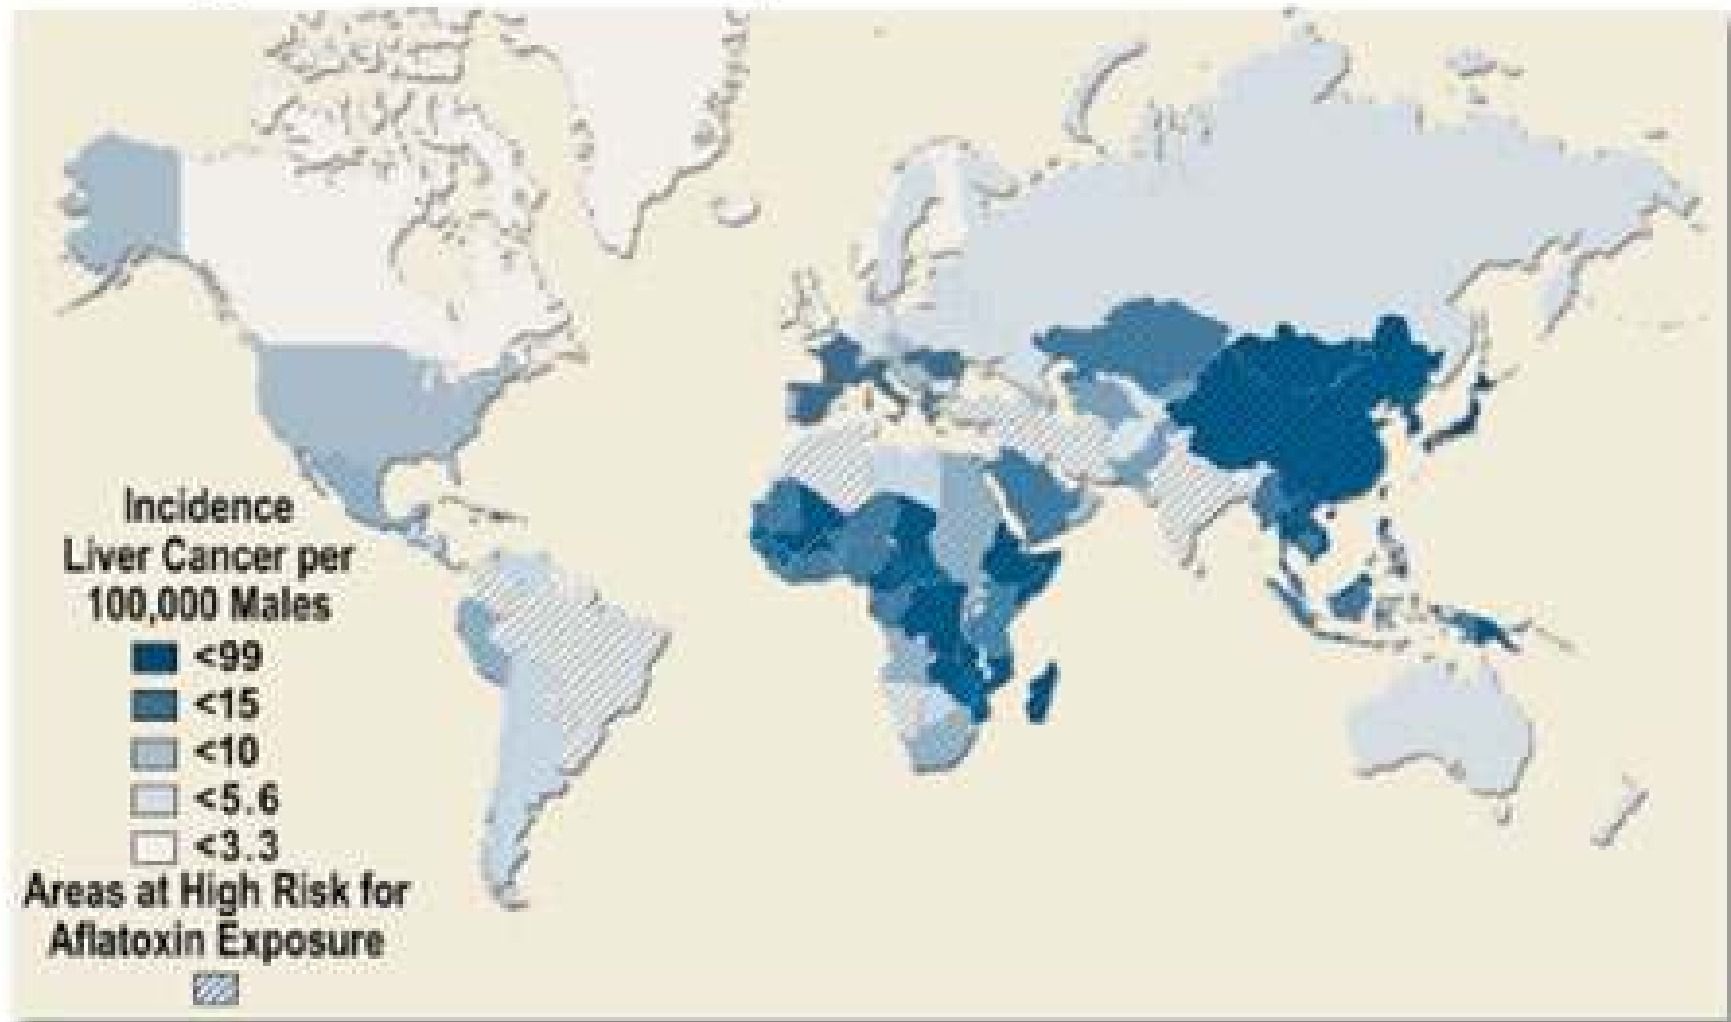 Incidence
Liver Cancer per
100,000 Males
<99
<15
<10
<5.6
<3.3
Areas at High Risk for
Aflatoxin Exposure